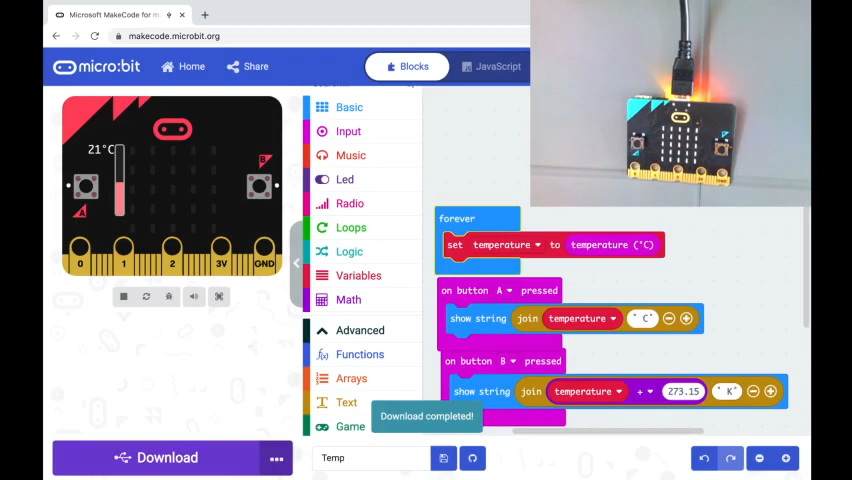 Microsoft MakeCode for m
makecode.microbit.org
micro:bit
Home
Share
Blocks
JavaScript
21°C
A
B
0 1 2 3V GND
Basic
Input
Music
Led
Radio
Loops
Logic
Variables
Math
Advanced
Functions
Arrays
Text
Game
forever
set temperature to temperature (°C)
on button A pressed
show string join temperature ° C
on button B pressed
show string join temperature + 273.15 ° K
Download completed!
Download
Temp